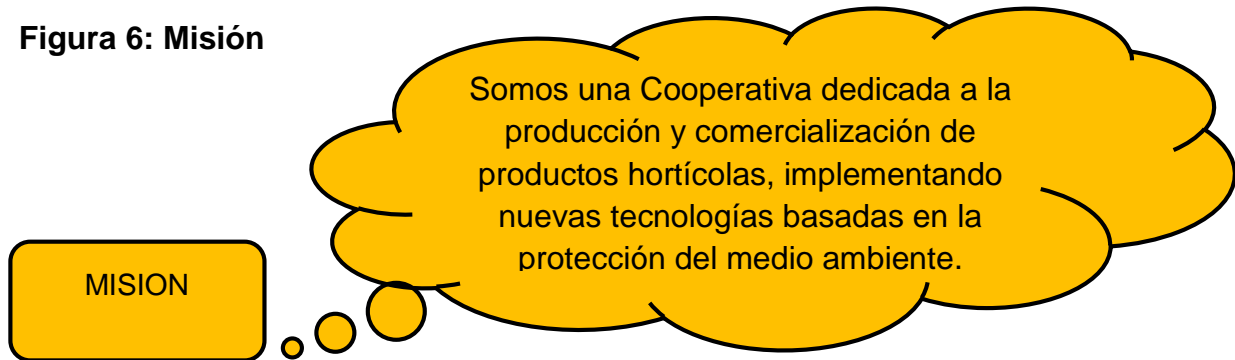 Figura 6: Misión
Somos una Cooperativa dedicada a la
producción y comercialización de
productos hortícolas, implementando
nuevas tecnologías basadas en la
protección del medio ambiente.
MISION